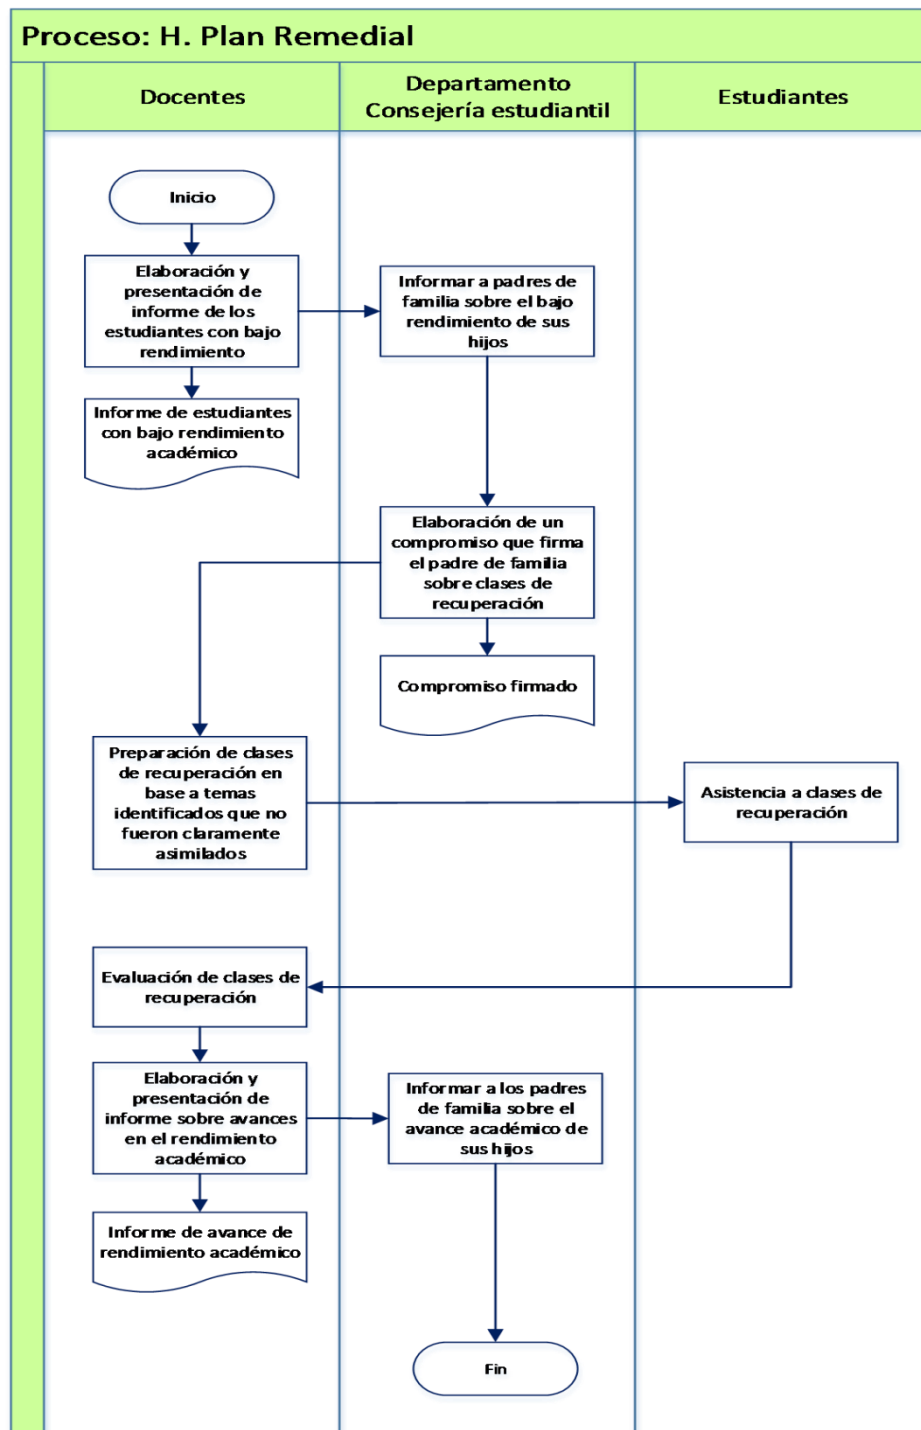 Proceso: H. Plan Remedial
Docentes
Departamento
Consejería estudiantil
Estudiantes
Inicio
Elaboración y
presentación de
informe de los
estudiantes con bajo
rendimiento
Informar a padres de
familia sobre el bajo
rendimiento de sus
hijos
Informe de estudiantes
con bajo rendimiento
académico
Elaboración de un
compromiso que firma
el padre de familia
sobre clases de
recuperación
Compromiso firmado
Preparación de clases
de recuperación en
base a temas
identificados que no
fueron claramente
asimilados
Asistencia a clases de
recuperación
Evaluación de clases de
recuperación
Elaboración y
presentación de
informe sobre avances
en el rendimiento
académico
Informar a los padres
de familia sobre el
avance académico de
sus hijos
Informe de avance de
rendimiento académico
Fin